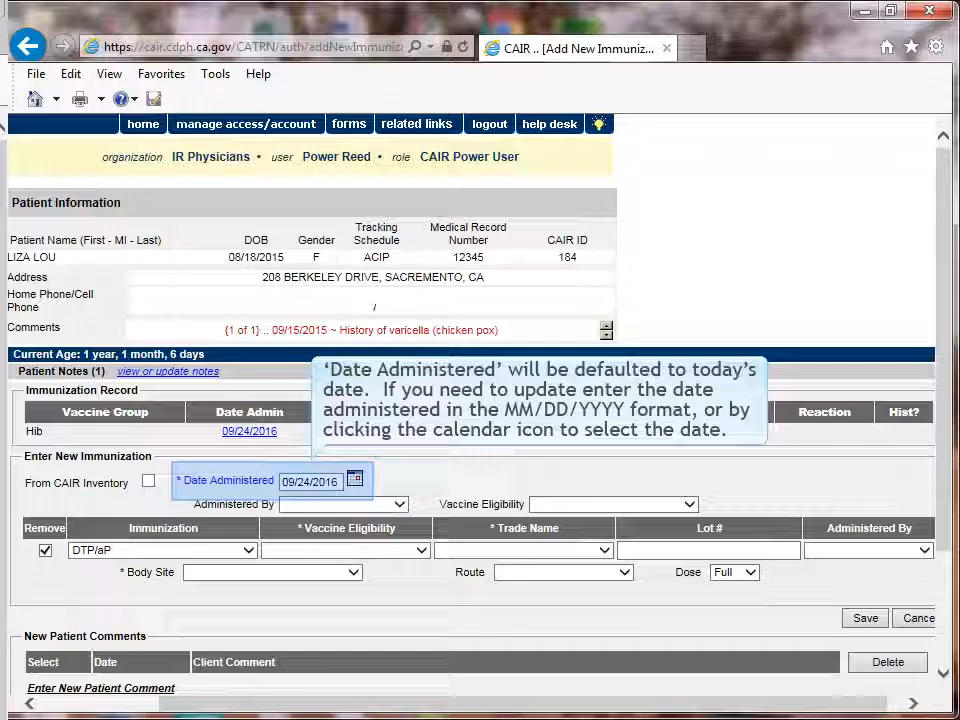 https://cair.cdph.ca.gov/CATRN/auth/addNewImmuniza
CAIR .. [Add New Immuniz...
File Edit View Favorites Tools Help
home manage access/account forms related links logout help desk
organization IR Physicians • user Power Reed • role CAIR Power User
Patient Information
Patient Name (First - MI - Last) DOB Gender Tracking Schedule Medical Record Number CAIR ID
LIZA LOU 08/18/2015 F ACIP 12345 184
Address 208 BERKELEY DRIVE, SACREMENTO, CA
Home Phone/Cell Phone /
Comments {1 of 1} .. 09/15/2015 ~ History of varicella (chicken pox)
Current Age: 1 year, 1 month, 6 days
Patient Notes (1) view or update notes
‘Date Administered’ will be defaulted to today’s
date. If you need to update enter the date
administered in the MM/DD/YYYY format, or by
clicking the calendar icon to select the date.
Immunization Record
Vaccine Group Date Admin Reaction Hist?
Hib 09/24/2016
Enter New Immunization
From CAIR Inventory * Date Administered 09/24/2016
Administered By Vaccine Eligibility
Remove Immunization * Vaccine Eligibility * Trade Name Lot # Administered By
DTP/aP
* Body Site Route Dose Full
Save Cance
New Patient Comments
Select Date Client Comment Delete
Enter New Patient Comment